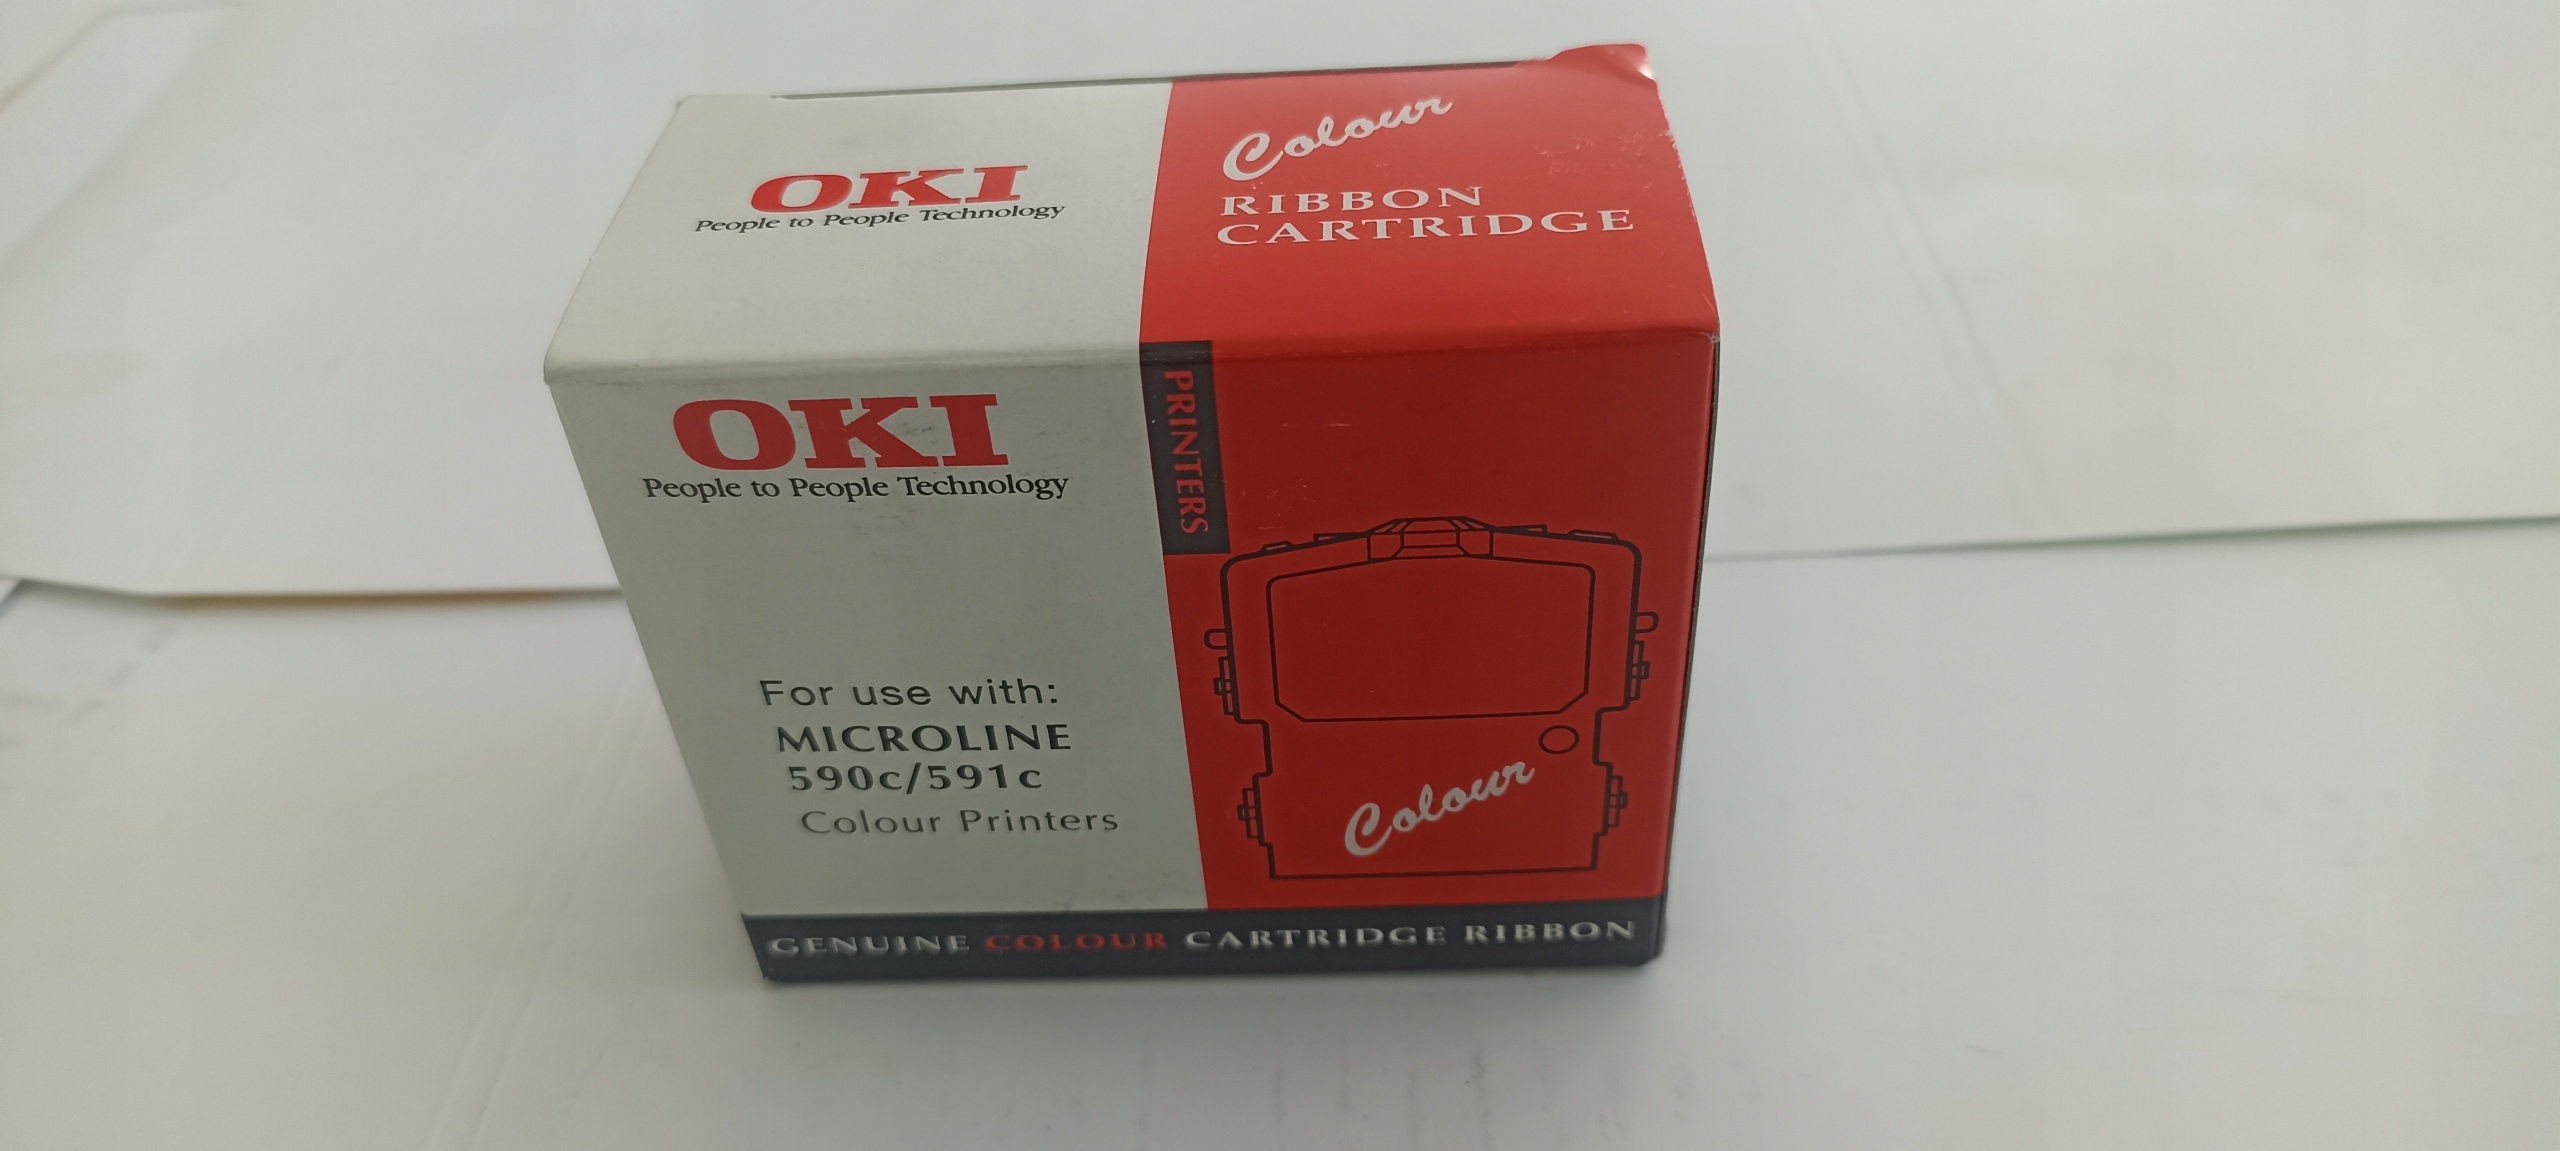 OKI
People to People Technology
Colour
RIBBON
CARTRIDGE
OKI
People to People Technology
For use with:
MICROLINE
590c/591c
Colour Printers
PRINTERS
Colour
GENUINE COLOUR CARTRIDGE RIBBON